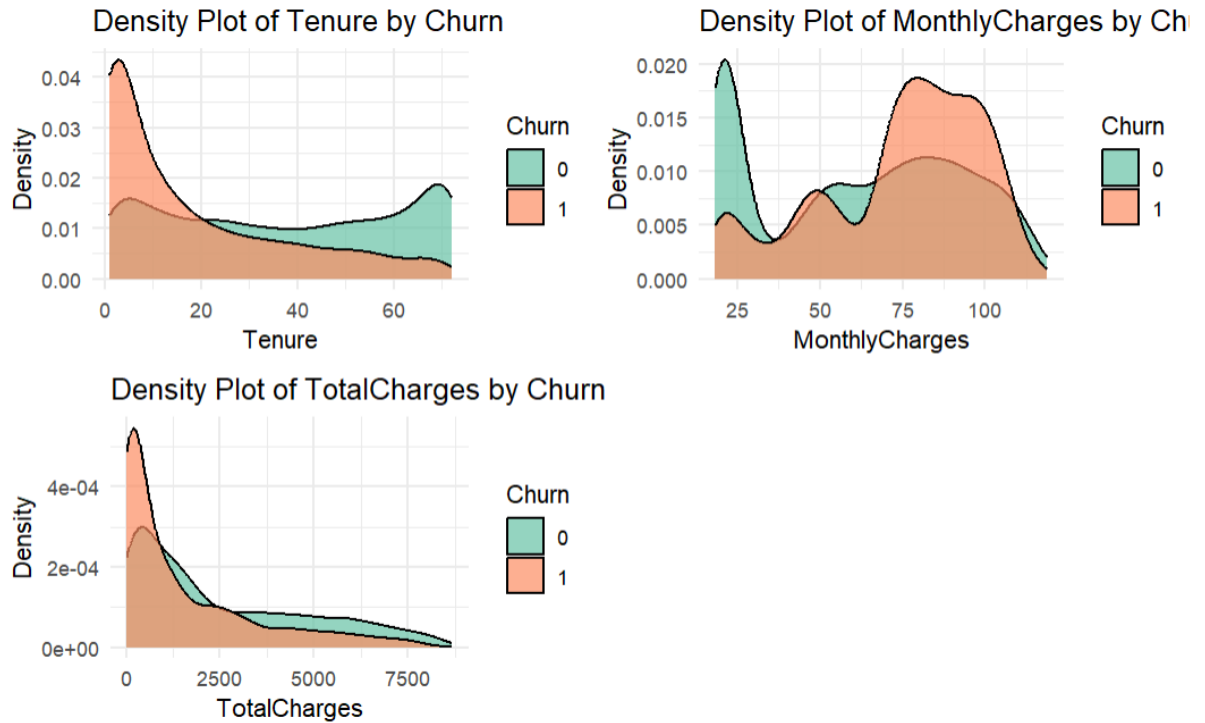 Density Plot of Tenure by Churn
Density
0.04
0.03
0.02
0.01
0.00
0 20 40 60
Tenure
Churn
0
1
Density Plot of MonthlyCharges by Ch
Density
0.020
0.015
0.010
0.005
0.000
25 50 75 100
MonthlyCharges
Churn
0
1
Density Plot of TotalCharges by Churn
Density
4e-04
2e-04
0e+00
0 2500 5000 7500
TotalCharges
Churn
0
1